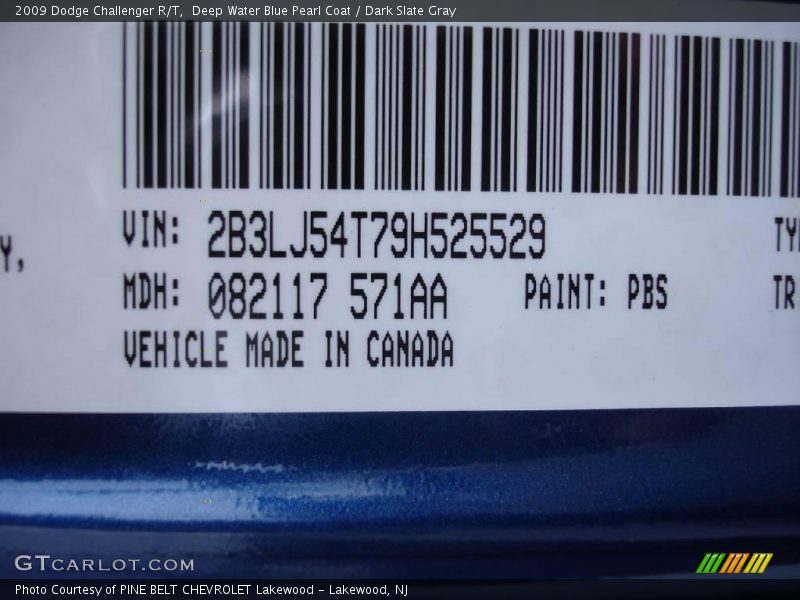 2009 Dodge Challenger R/T,  Deep Water Blue Pearl Coat / Dark Slate Gray
VIN: 2B3LJ54T79H525529
Y,
MDH: 082117 571AA PAINT: PBS
VEHICLE MADE IN CANADA
GTCARLOT.COM
Photo Courtesy of PINE BELT CHEVROLET Lakewood - Lakewood, NJ